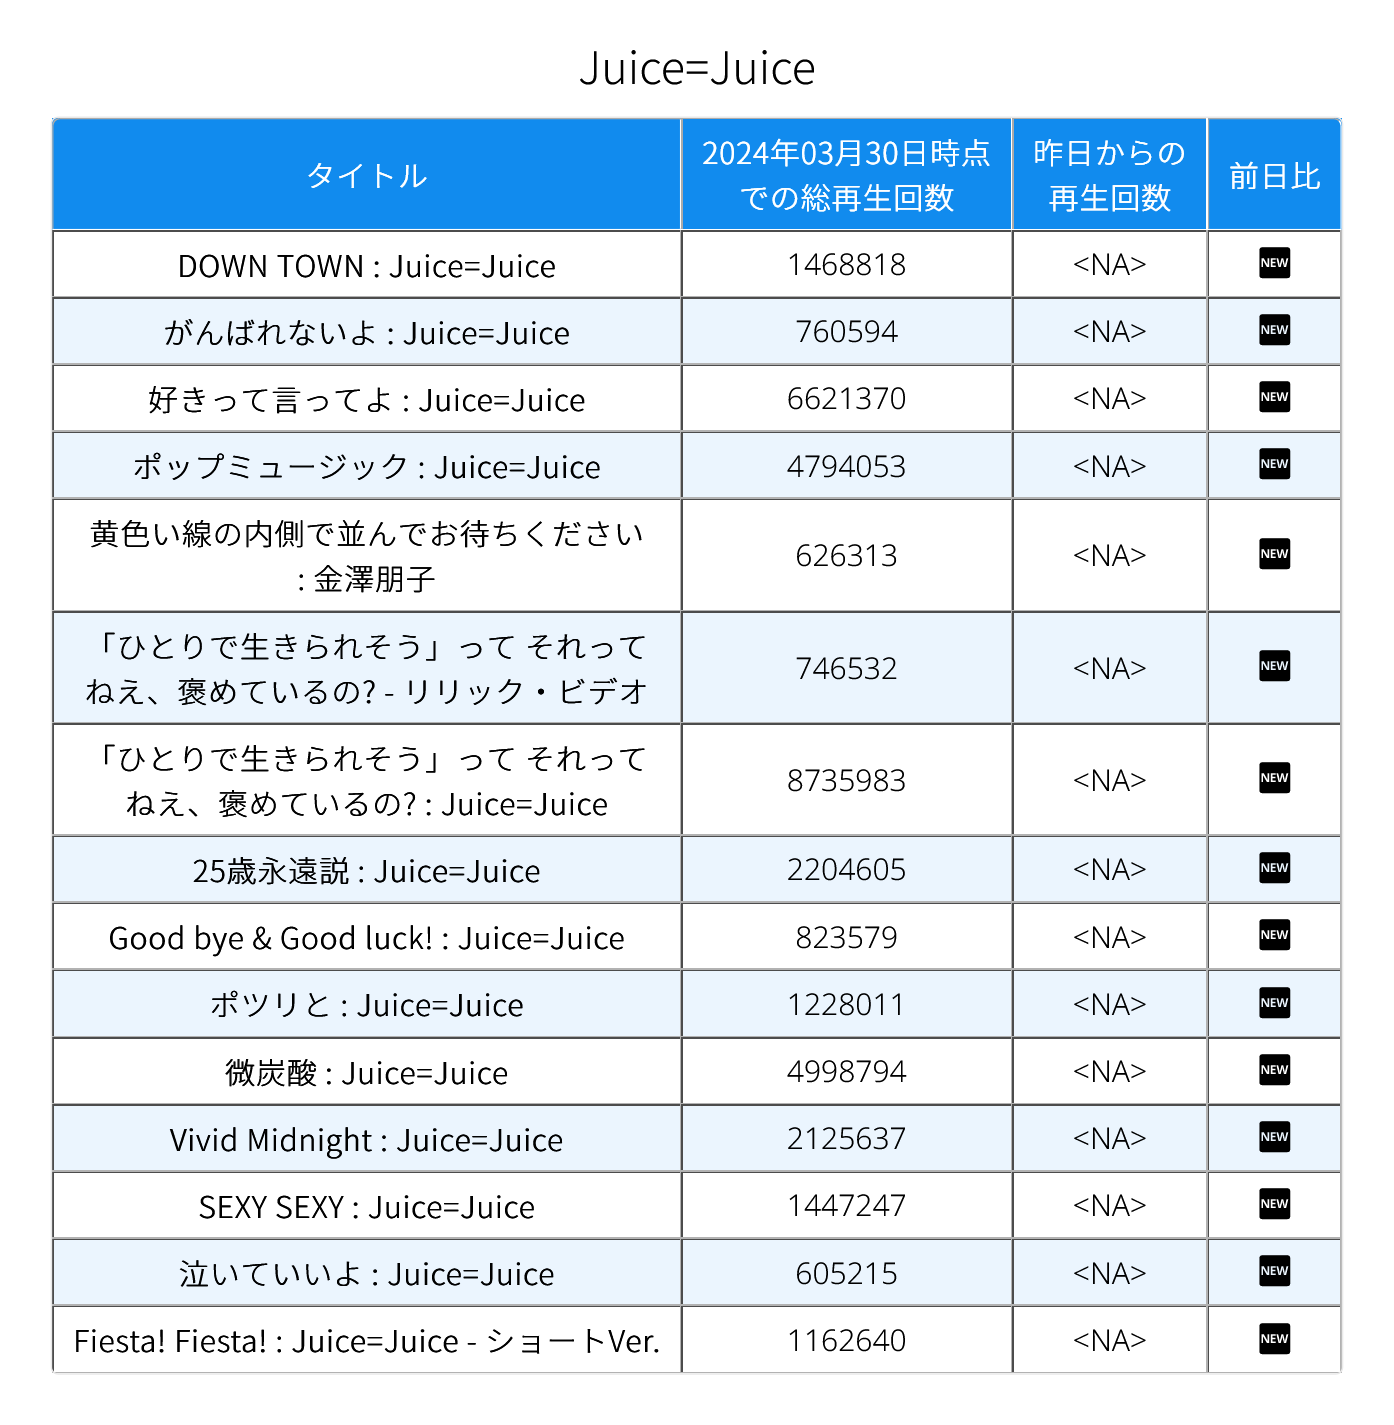 Juice=Juice
タイトル
2024年03月30日時点
での総再生回数
昨日からの
再生回数
前日比
DOWN TOWN : Juice=Juice 1468818 <NA> NEW
がんばれないよ : Juice=Juice 760594 <NA> NEW
好きって言ってよ : Juice=Juice 6621370 <NA> NEW
ポップミュージック : Juice=Juice 4794053 <NA> NEW
黄色い線の内側で並んでお待ちください
: 金澤朋子 626313 <NA> NEW
「ひとりで生きられそう」って それって
ねえ、褒めているの? - リリック・ビデオ 746532 <NA> NEW
「ひとりで生きられそう」って それって
ねえ、褒めているの? : Juice=Juice 8735983 <NA> NEW
25歳永遠説 : Juice=Juice 2204605 <NA> NEW
Good bye & Good luck! : Juice=Juice 823579 <NA> NEW
ポツリと : Juice=Juice 1228011 <NA> NEW
微炭酸 : Juice=Juice 4998794 <NA> NEW
Vivid Midnight : Juice=Juice 2125637 <NA> NEW
SEXY SEXY : Juice=Juice 1447247 <NA> NEW
泣いていいよ : Juice=Juice 605215 <NA> NEW
Fiesta! Fiesta! : Juice=Juice - ショートVer. 1162640 <NA> NEW